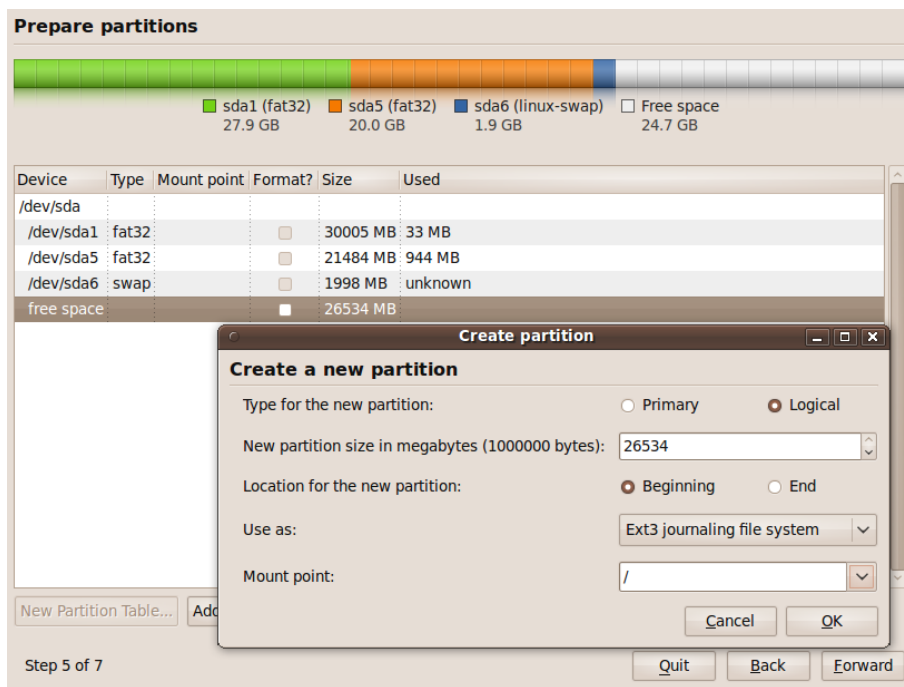 Prepare partitions
sda1 (fat32) sda5 (fat32) sda6 (linux-swap) Free space
27.9 GB 20.0 GB 1.9 GB 24.7 GB
Device Type Mount point Format? Size Used
/dev/sda
/dev/sda1 fat32 30005 MB 33 MB
/dev/sda5 fat32 21484 MB 944 MB
/dev/sda6 swap 1998 MB unknown
free space 26534 MB
Create partition
Create a new partition
Type for the new partition: Primary Logical
New partition size in megabytes (1000000 bytes): 26534
Location for the new partition: Beginning End
Use as: Ext3 journaling file system
Mount point: /
New Partition Table... Add
Cancel OK
Step 5 of 7 Quit Back Forward